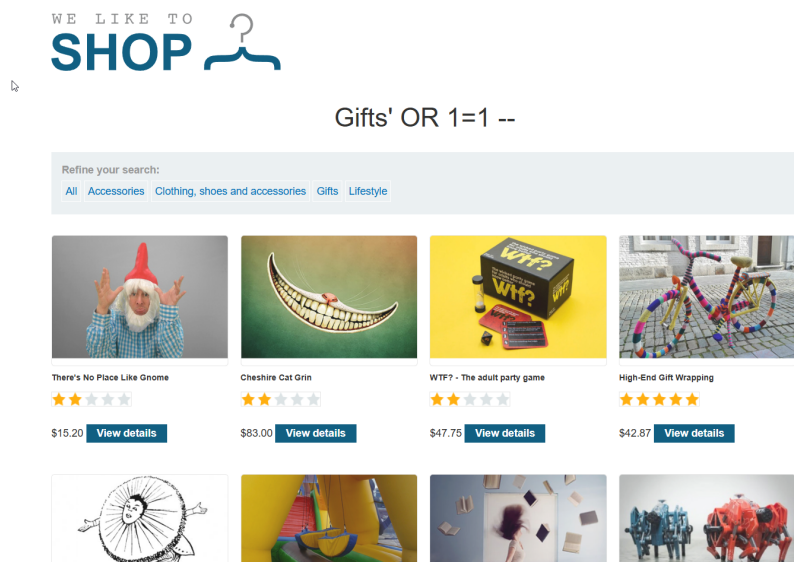 WE LIKE TO
SHOP
Gifts' OR 1=1 --
Refine your search:
All Accessories Clothing, shoes and accessories Gifts Lifestyle
Wtf?
Wtf?
There's No Place Like Gnome Cheshire Cat Grin WTF? - The adult party game High-End Gift Wrapping
$15.20 View details $83.00 View details $47.75 View details $42.87 View details